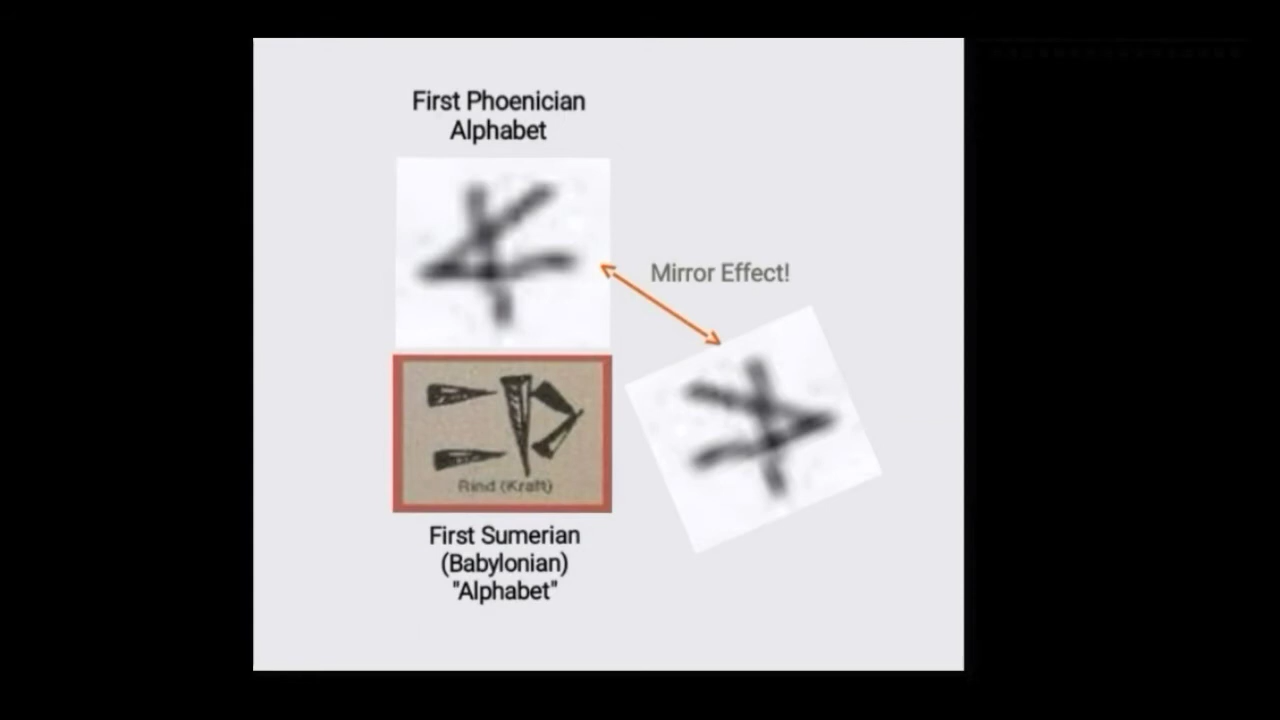 First Phoenician
Alphabet
Mirror Effect!
Rind (Kraft)
First Sumerian
(Babylonian)
"Alphabet"